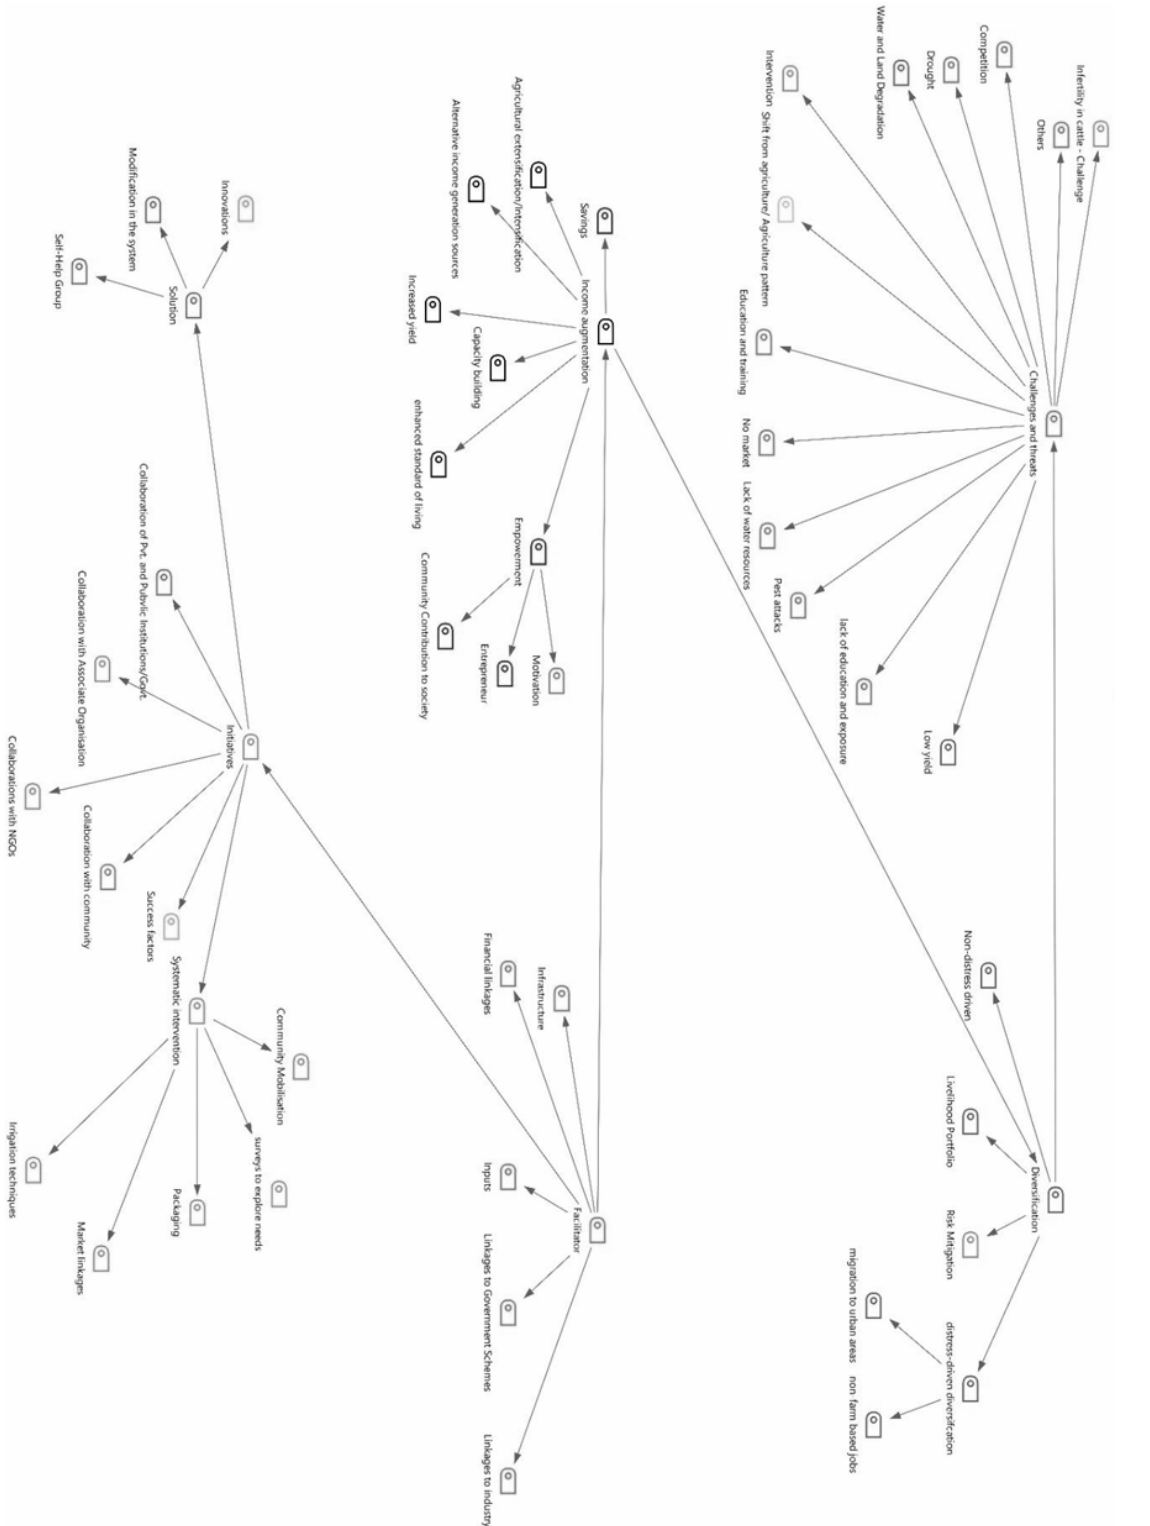 Infertility in cattle - Challenge
Others
Competition
Drought
Water and Land Degradation
Intervention
Shift from agriculture/ Agriculture pattern
Challenges and threats
Education and training
No market
Lack of water resources
Pest attacks
lack of education and exposure
Low yield
Non-distress driven
Livelihood Portfolio
Diversification
Risk Mitigation
distress-driven diversifcation
migration to urban areas
non farm based jobs
Savings
Agricultural extensification/intensification
Alternative income generation sources
Income augmentation
Increased yield
Capacity building
enhanced standard of living
Empowerment
Community Contribution to society
Entrepreneur
Motivation
Infrastructure
Financial linkages
Facilitator
Inputs
Linkages to Government Schemes
Linkages to industry
Innovations
Modification in the system
Self-Help Group
Solution
Collaboration of Pvt. and Pubvlic Institutions/Govt.
Collaboration with Associate Organisation
Initiatives
Collaborations with NGOs
Collaboration with community
Success factors
Systematic intervention
Community Mobilisation
surveys to explore needs
Packaging
Market linkages
Irrigation techniques